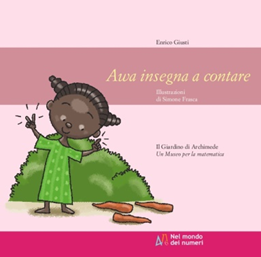 Enrico Giusti
Awa insegna a contare
Illustrazioni
di Simona Fraska
Il Giardino di Archimede
Un Museo per la matematica
Nel mondo
dei numeri